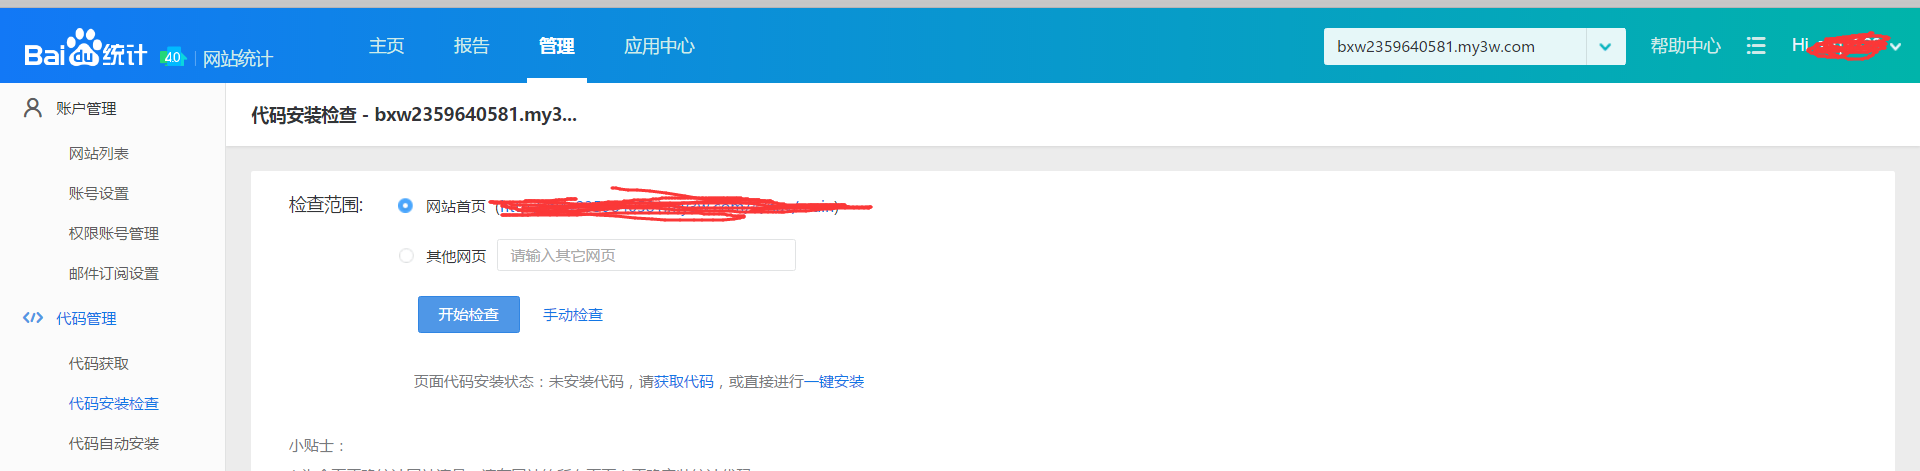 Bai du 统计 4.0 网站统计
主页 报告 管理 应用中心
bxw2359640581.my3w.com 帮助中心 Hi
账户管理
网站列表
账号设置
权限账号管理
邮件订阅设置
代码管理
代码获取
代码安装检查
代码自动安装
代码安装检查 - bxw2359640581.my3...
检查范围: 网站首页
其他网页 请输入其它网页
开始检查 手动检查
页面代码安装状态：未安装代码，请获取代码，或直接进行一键安装
小贴士：